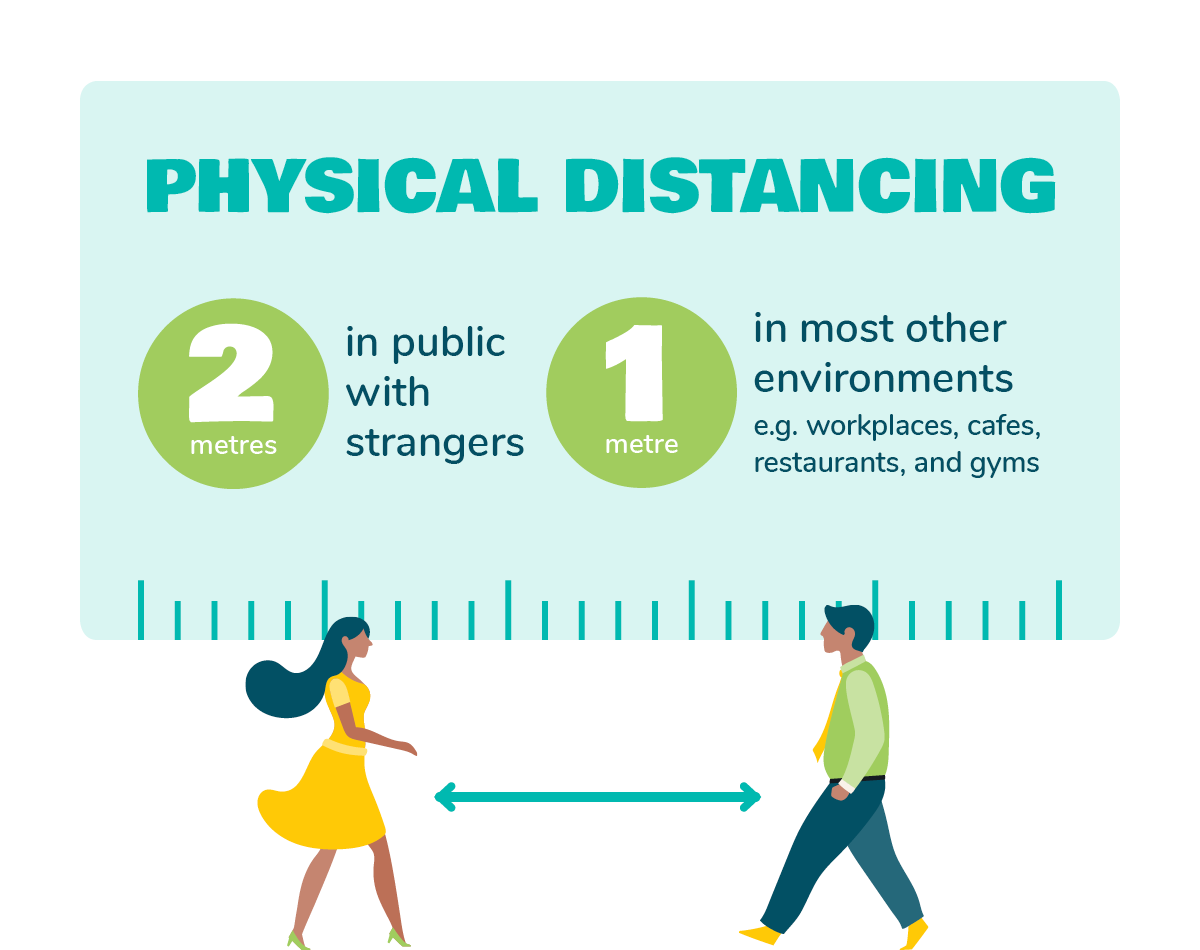 PHYSICAL DISTANCING
2
metres
in public
with
strangers
1
metre
in most other
environments
e.g. workplaces, cafes,
restaurants, and gyms